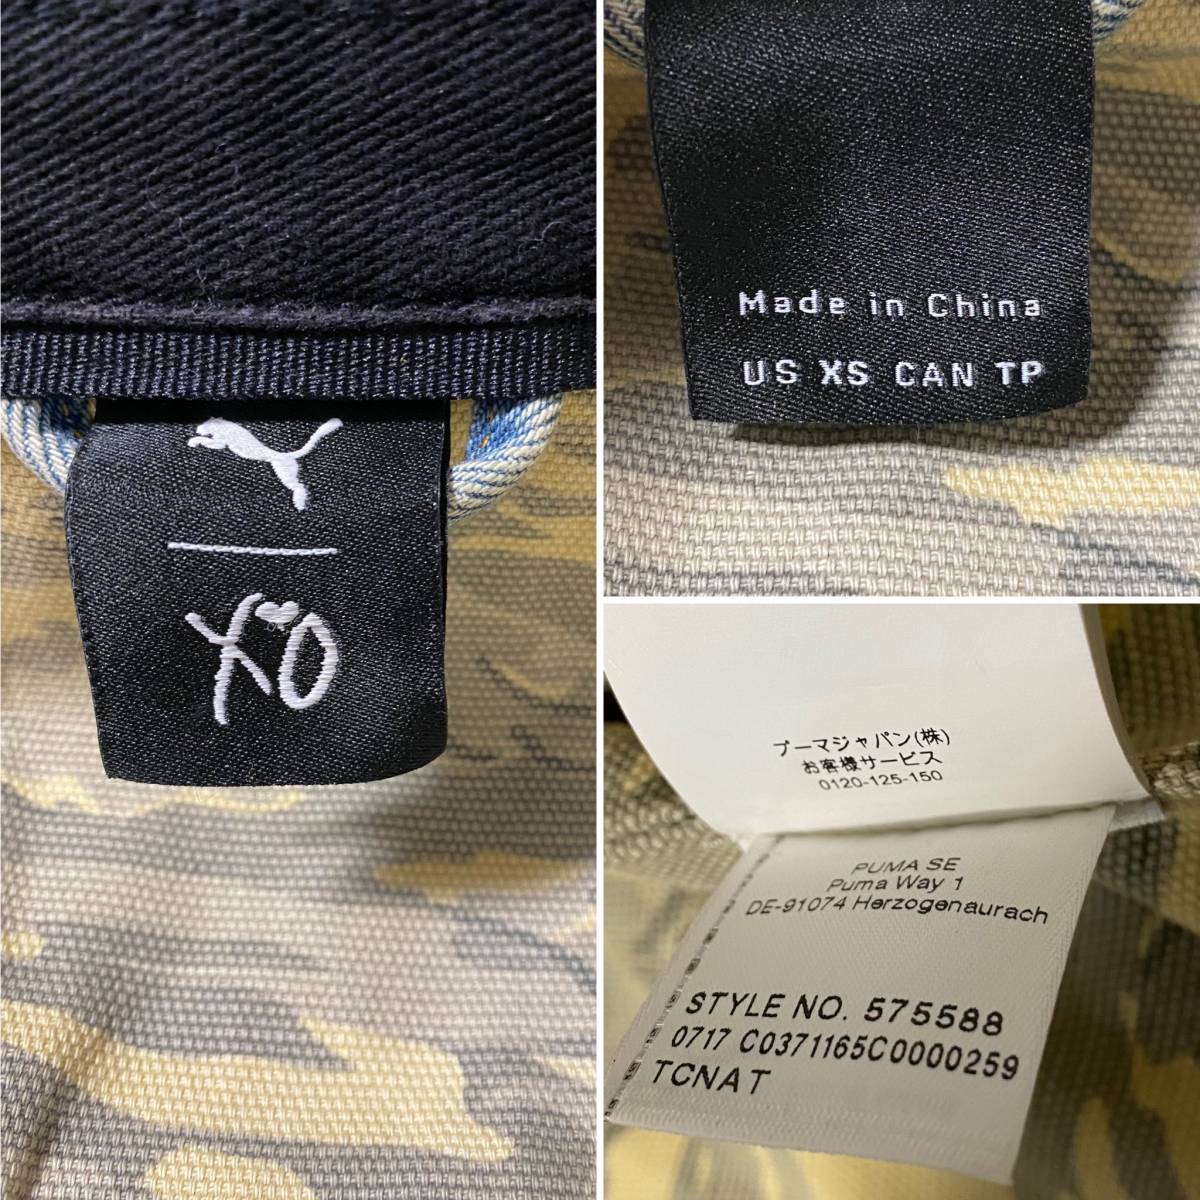 XO
Made in China
US XS CAN TP
プーマジャパン(株)
お客様サービス
0120-125-150
PUMA SE
Puma Way 1
DE-91074 Herzogenaurach
STYLE NO. 575588
0717 C0371165C0000259
TCNAT